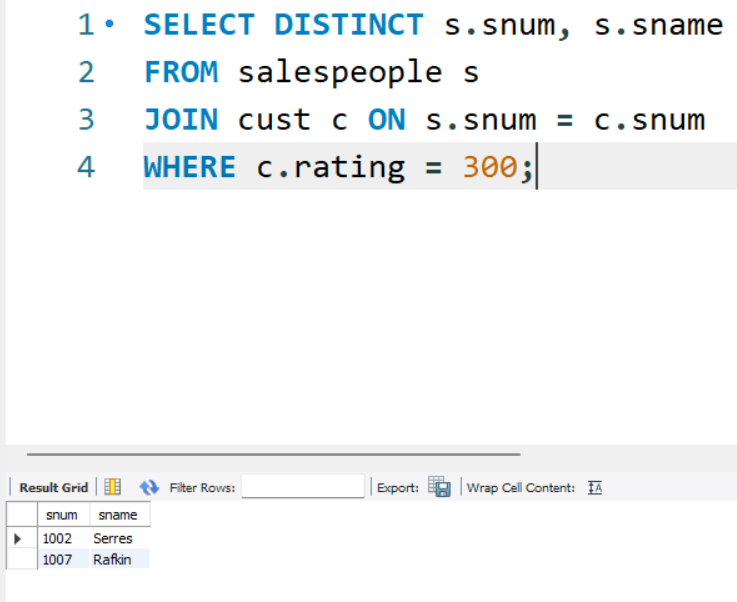 1 SELECT DISTINCT s.snum, s.sname
2 FROM salespeople s
3 JOIN cust c ON s.snum = c.snum
4 WHERE c.rating = 300;
Result Grid Filter Rows: Export: Wrap Cell Content:
snum sname
1002 Serres
1007 Rafkin